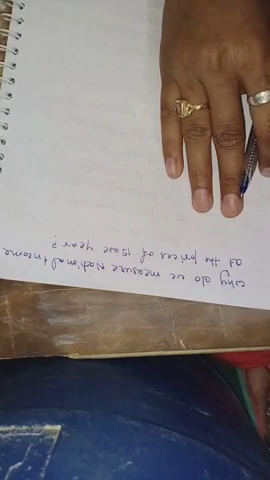 Why do we measure National Income
at the prices of Base year?